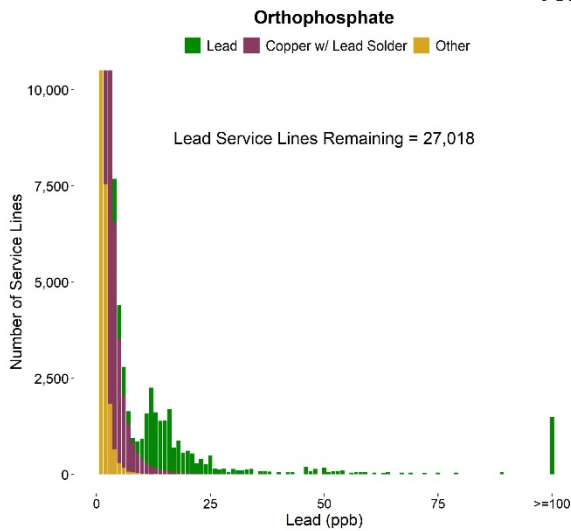 Orthophosphate
Lead Copper w/ Lead Solder Other
Lead Service Lines Remaining = 27,018
Number of Service Lines
10,000
7,500
5,000
2,500
0
0 25 50 75 >=100
Lead (ppb)